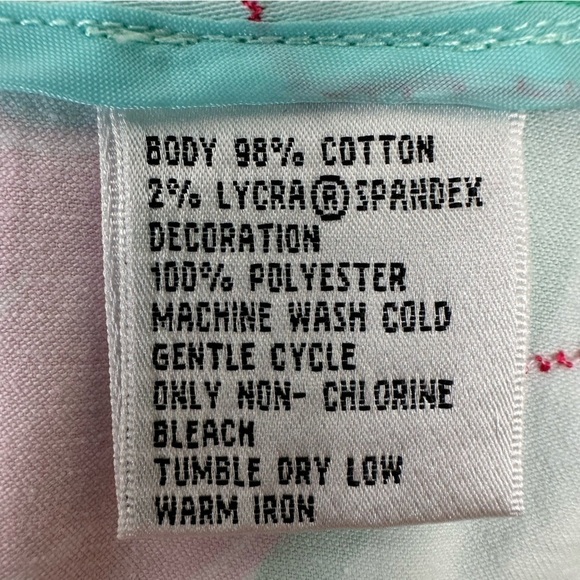 BODY 98% COTTON
2% LYCRA® SPANDEX
DECORATION
100% POLYESTER
MACHINE WASH COLD
GENTLE CYCLE
ONLY NON- CHLORINE
BLEACH
TUMBLE DRY LOW
WARM IRON